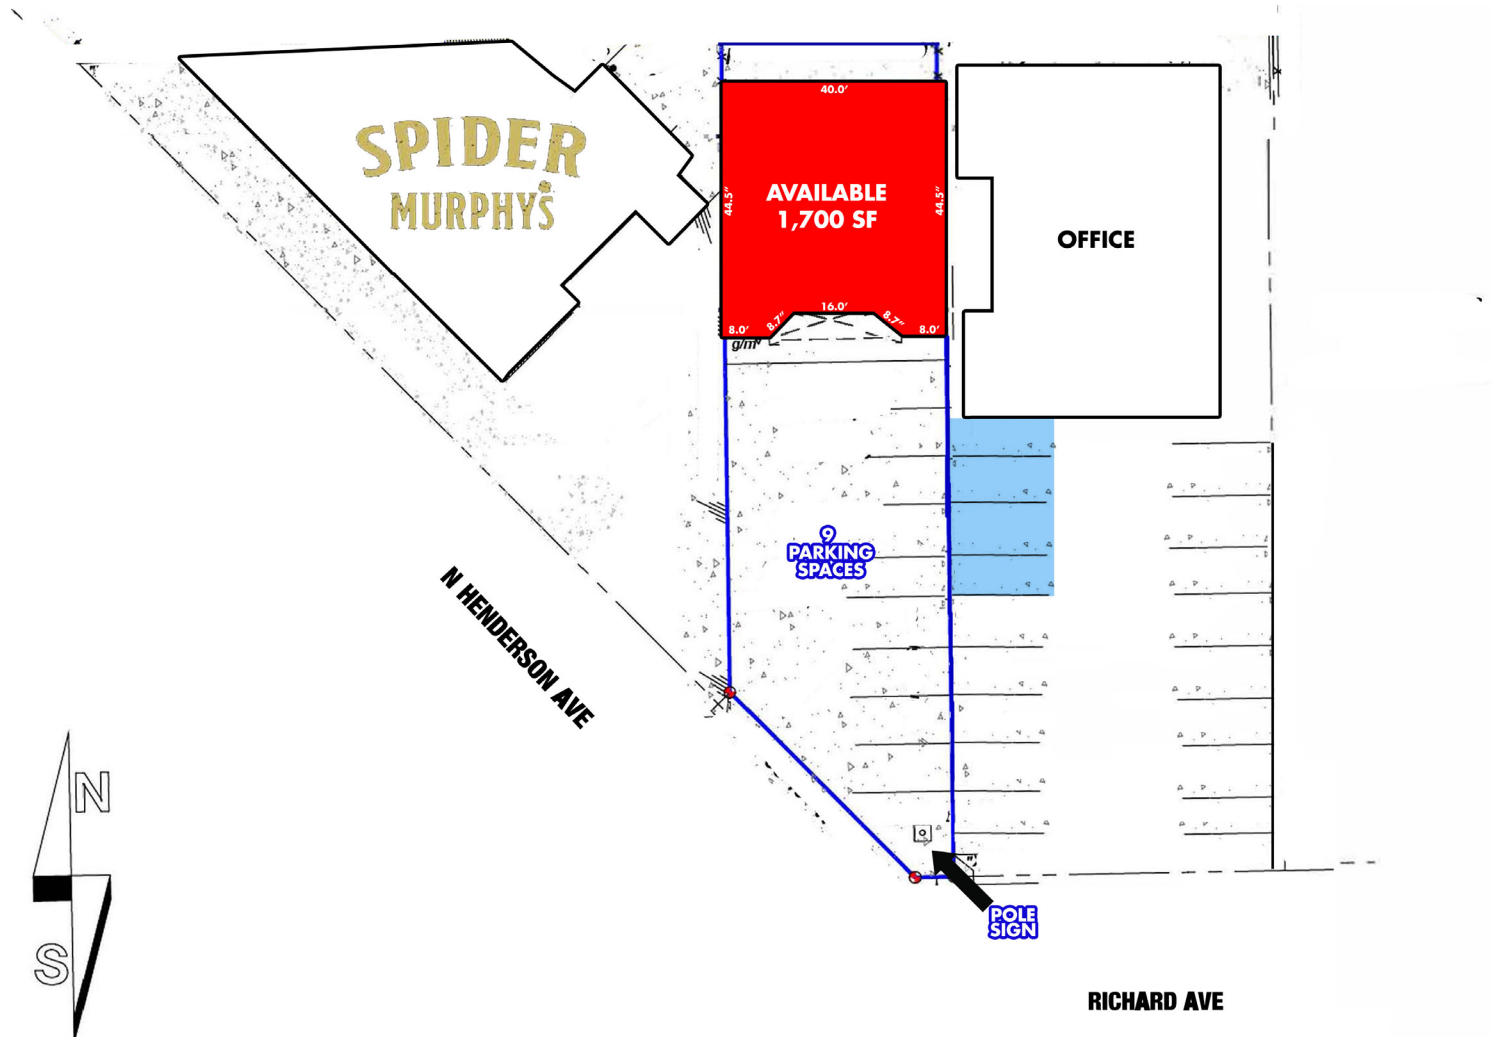 40.0'
SPIDER
MURPHY'S
AVAILABLE
1,700 SF
44.5"
44.5"
OFFICE
16.0'
8.7"
8.7"
8.0'
8.0'
g/m
9
PARKING
SPACES
N HENDERSON AVE
N
S
POLE
SIGN
RICHARD AVE